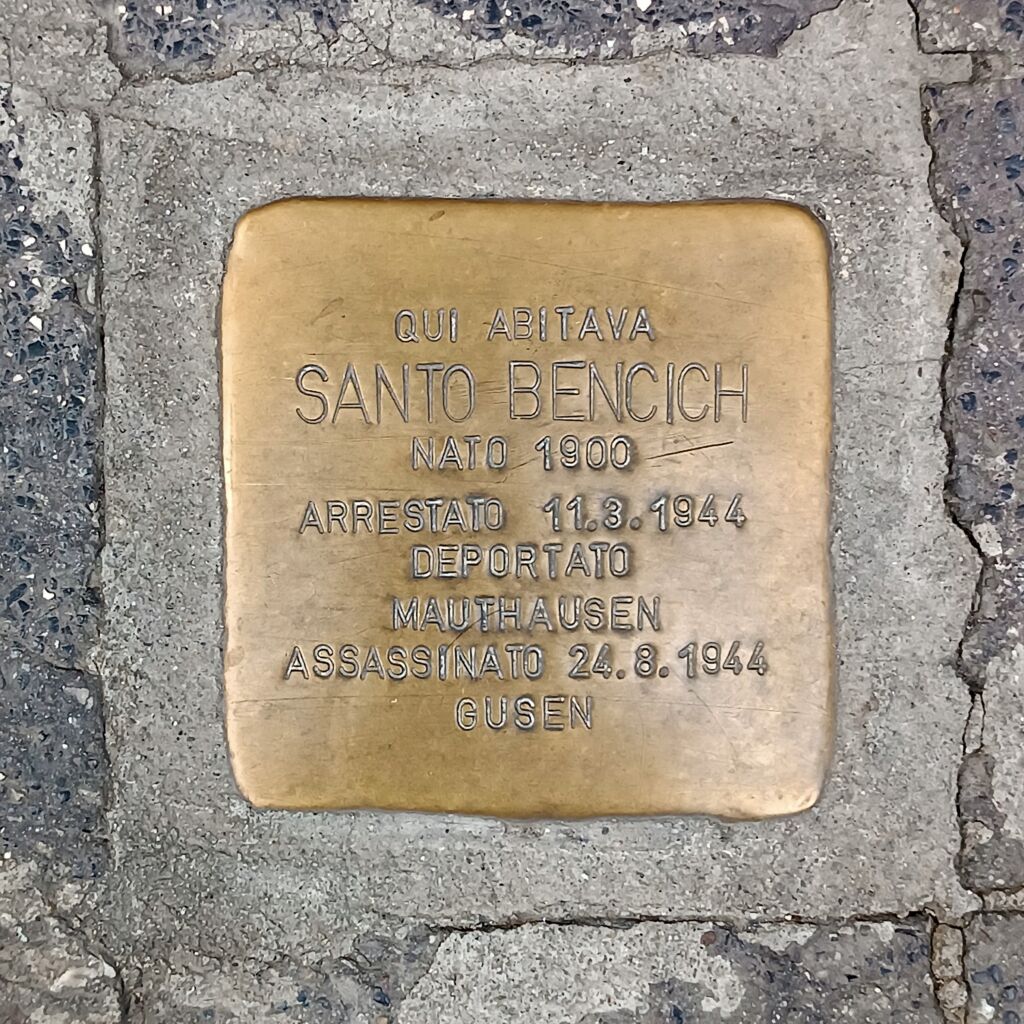 QUI ABITAVA
SANTO BENCICH
NATO 1900
ARRESTATO 11.3.1944
DEPORTATO
MAUTHAUSEN
ASSASSINATO 24.8.1944
GUSEN